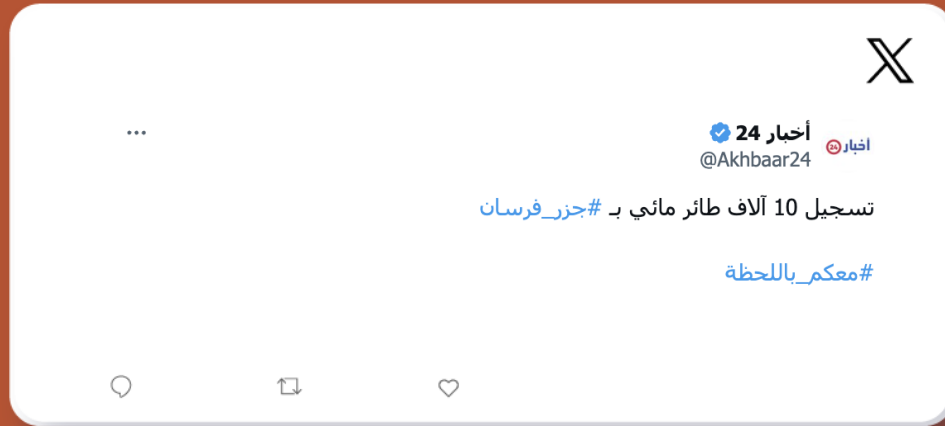 أخبار 24
أخبار 24
@Akhbaar24
تسجيل 10 آلاف طائر مائي بـ #جزر_فرسان
#معكم_باللحظة